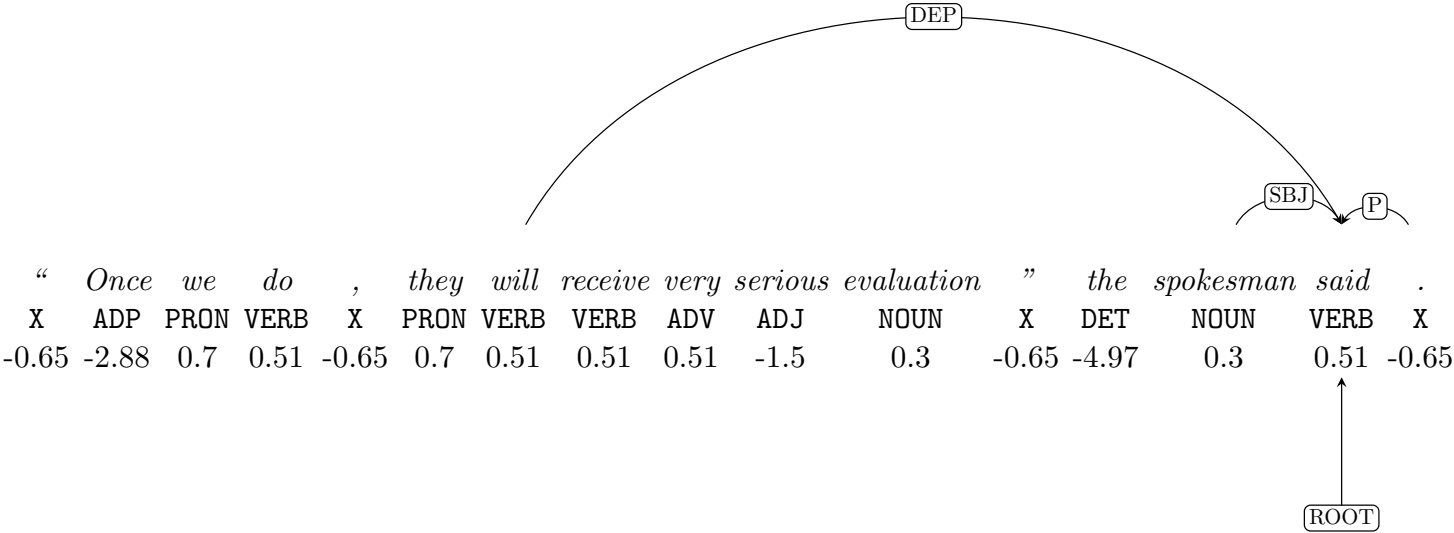 DEP
SBJ P
“ Once we do , they will receive very serious evaluation ” the spokesman said .
X ADP PRON VERB X PRON VERB VERB ADV ADJ NOUN X DET NOUN VERB X
-0.65 -2.88 0.7 0.51 -0.65 0.7 0.51 0.51 0.51 -1.5 0.3 -0.65 -4.97 0.3 0.51 -0.65
ROOT